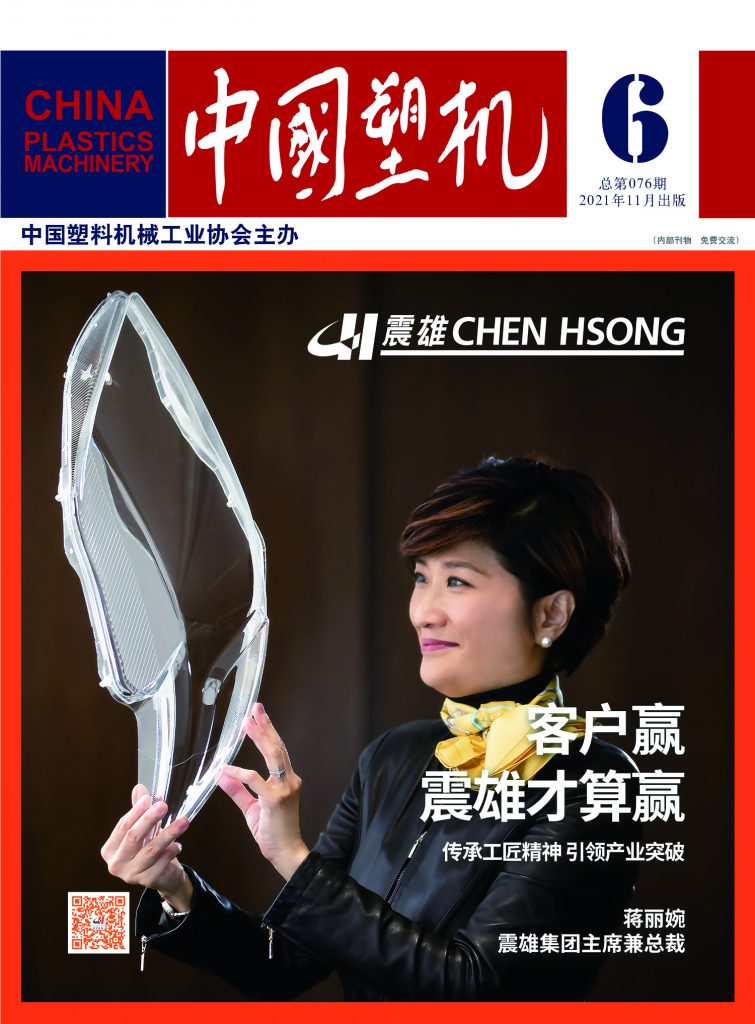 CHINA
PLASTICS
MACHINERY
中國塑机
6
总第076期
2021年11月出版
中国塑料机械工业协会主办
(内部刊物 免费交流)
震雄 CHEN HSONG
客户赢
震雄才算赢
传承工匠精神 引领产业突破
蒋丽婉
震雄集团主席兼总裁